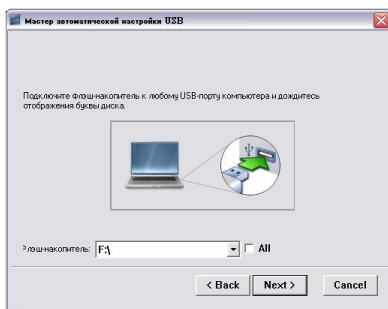 Мастер автоматической настройки USB
Подключите флэш-накопитель к любому USB-порту компьютера и дождитесь
отображения буквы диска.
Флэш-накопитель: F:\ All
< Back Next > Cancel